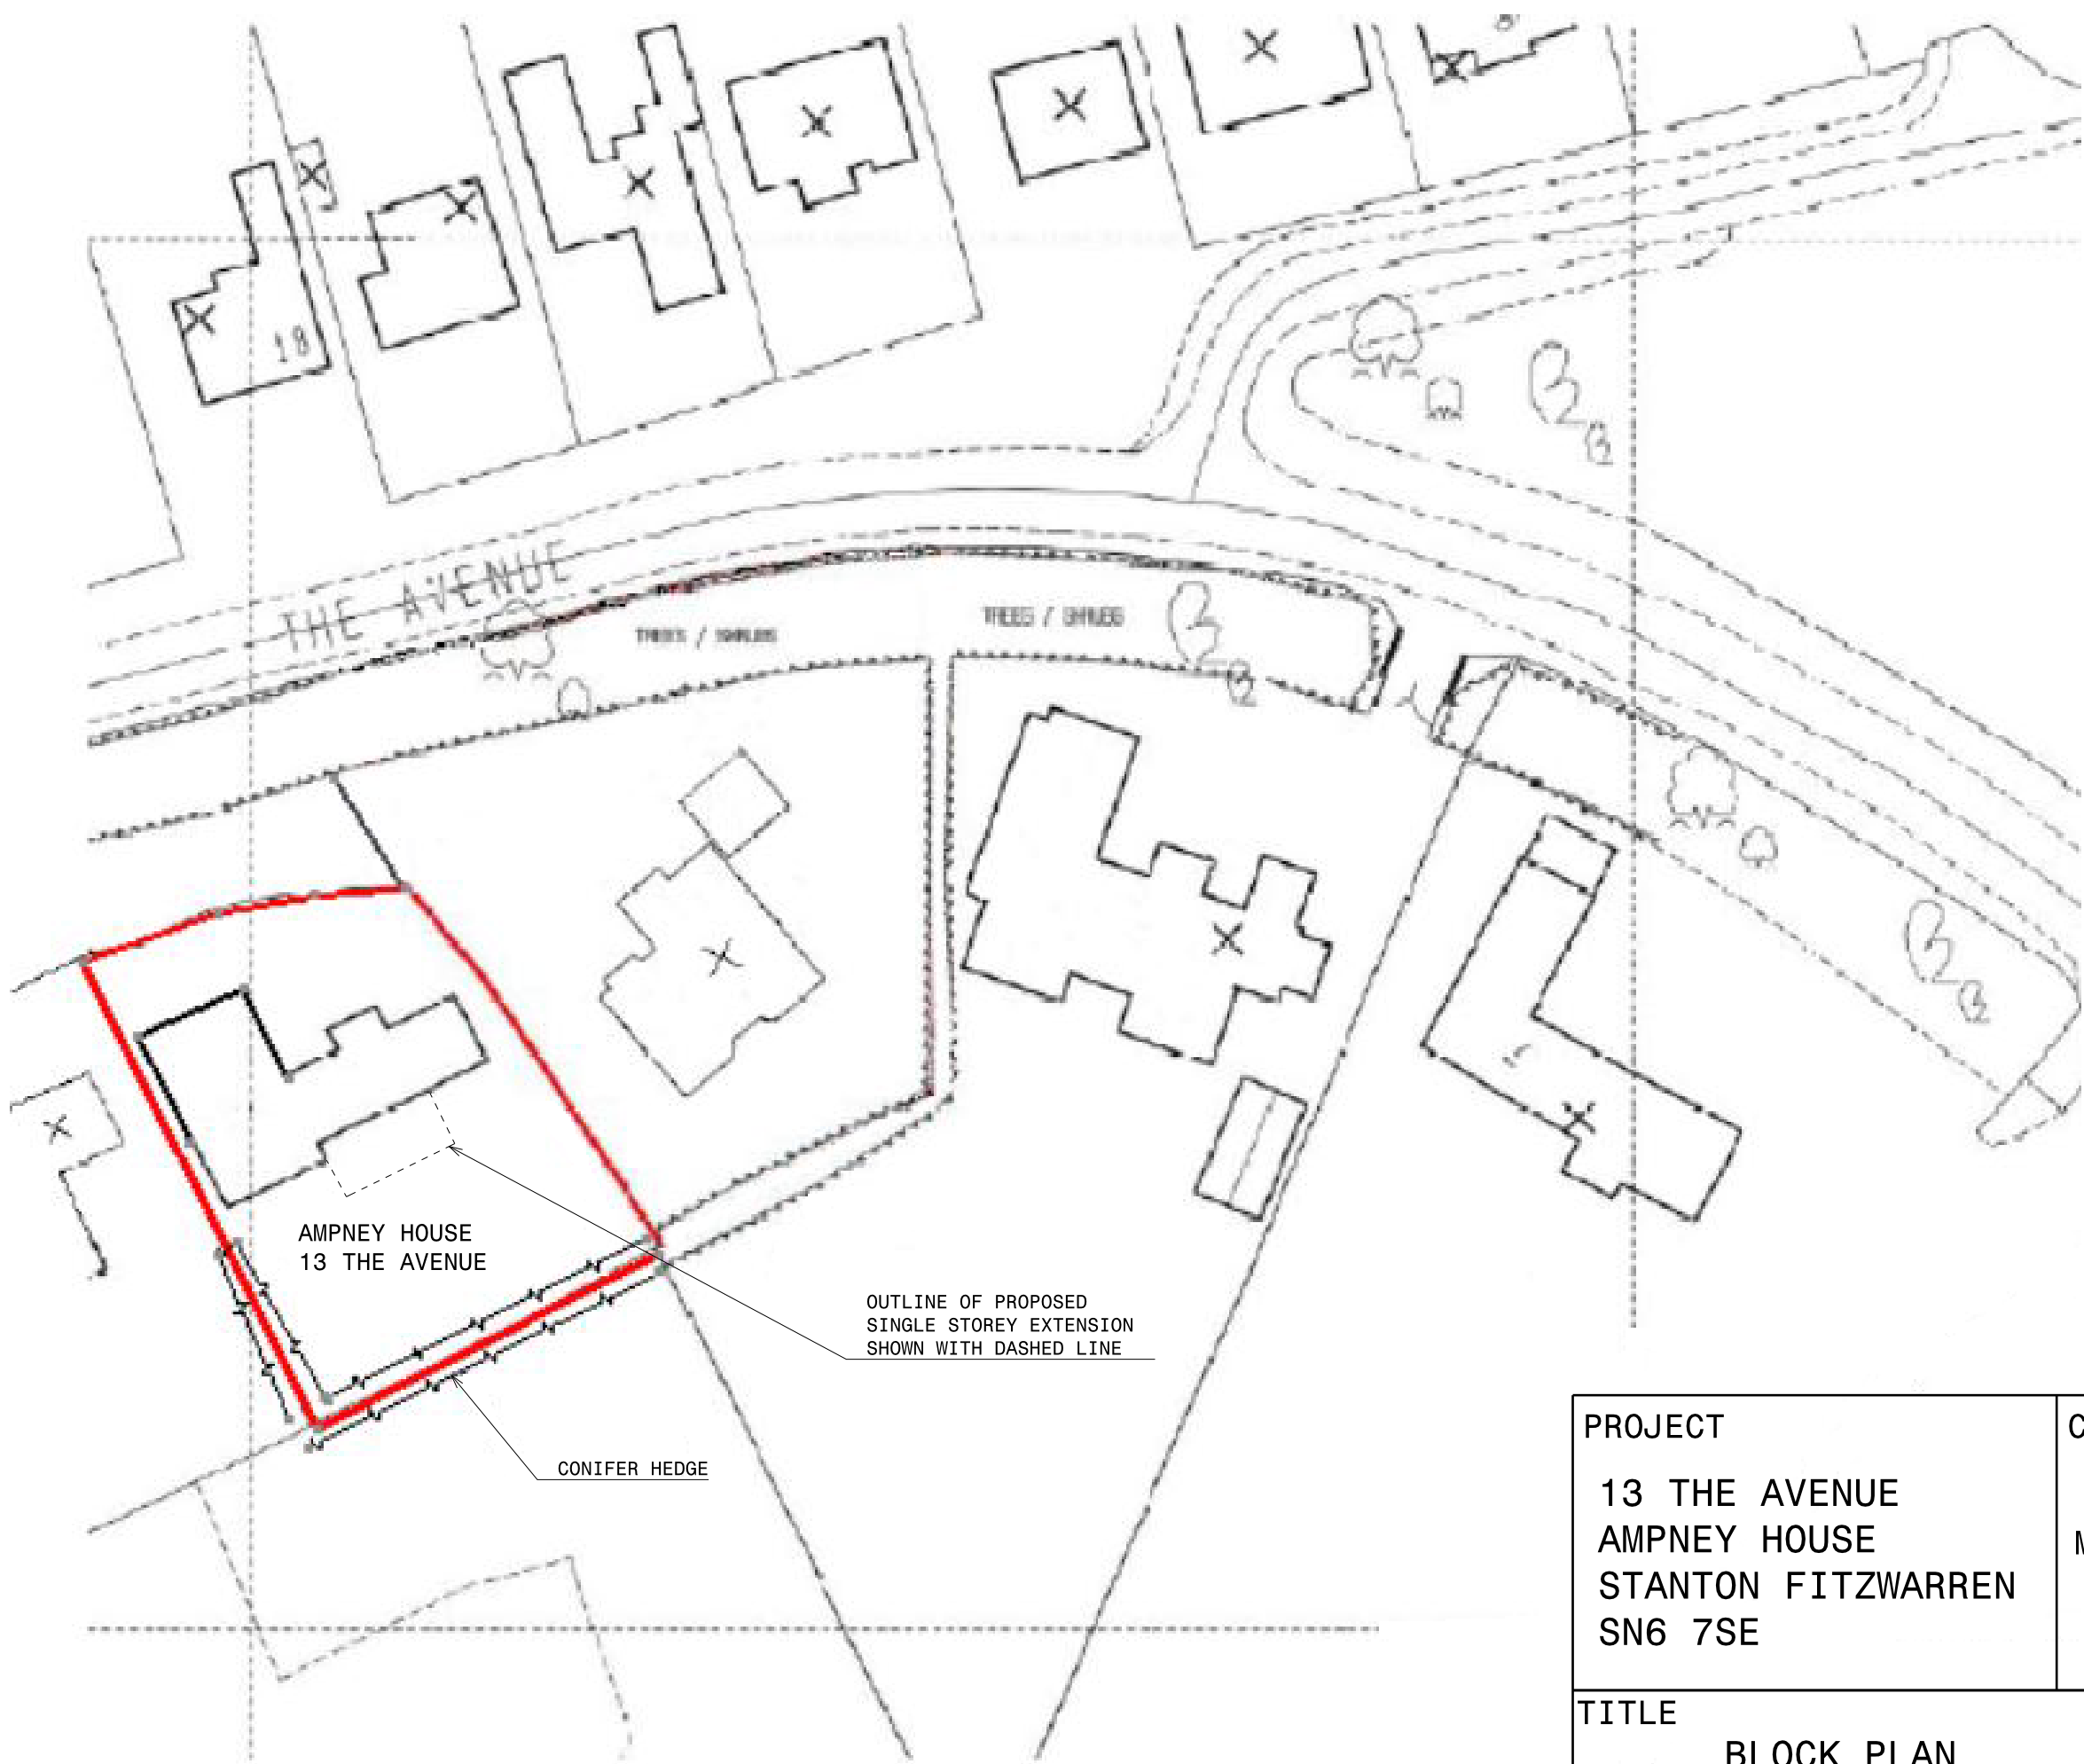 18
THE AVENUE
TREES / SHRUBS
TREES / SHRUBS
AMPNEY HOUSE
13 THE AVENUE
OUTLINE OF PROPOSED
SINGLE STOREY EXTENSION
SHOWN WITH DASHED LINE
CONIFER HEDGE
PROJECT
13 THE AVENUE
AMPNEY HOUSE
STANTON FITZWARREN
SN6 7SE
TITLE
BLOCK PLAN